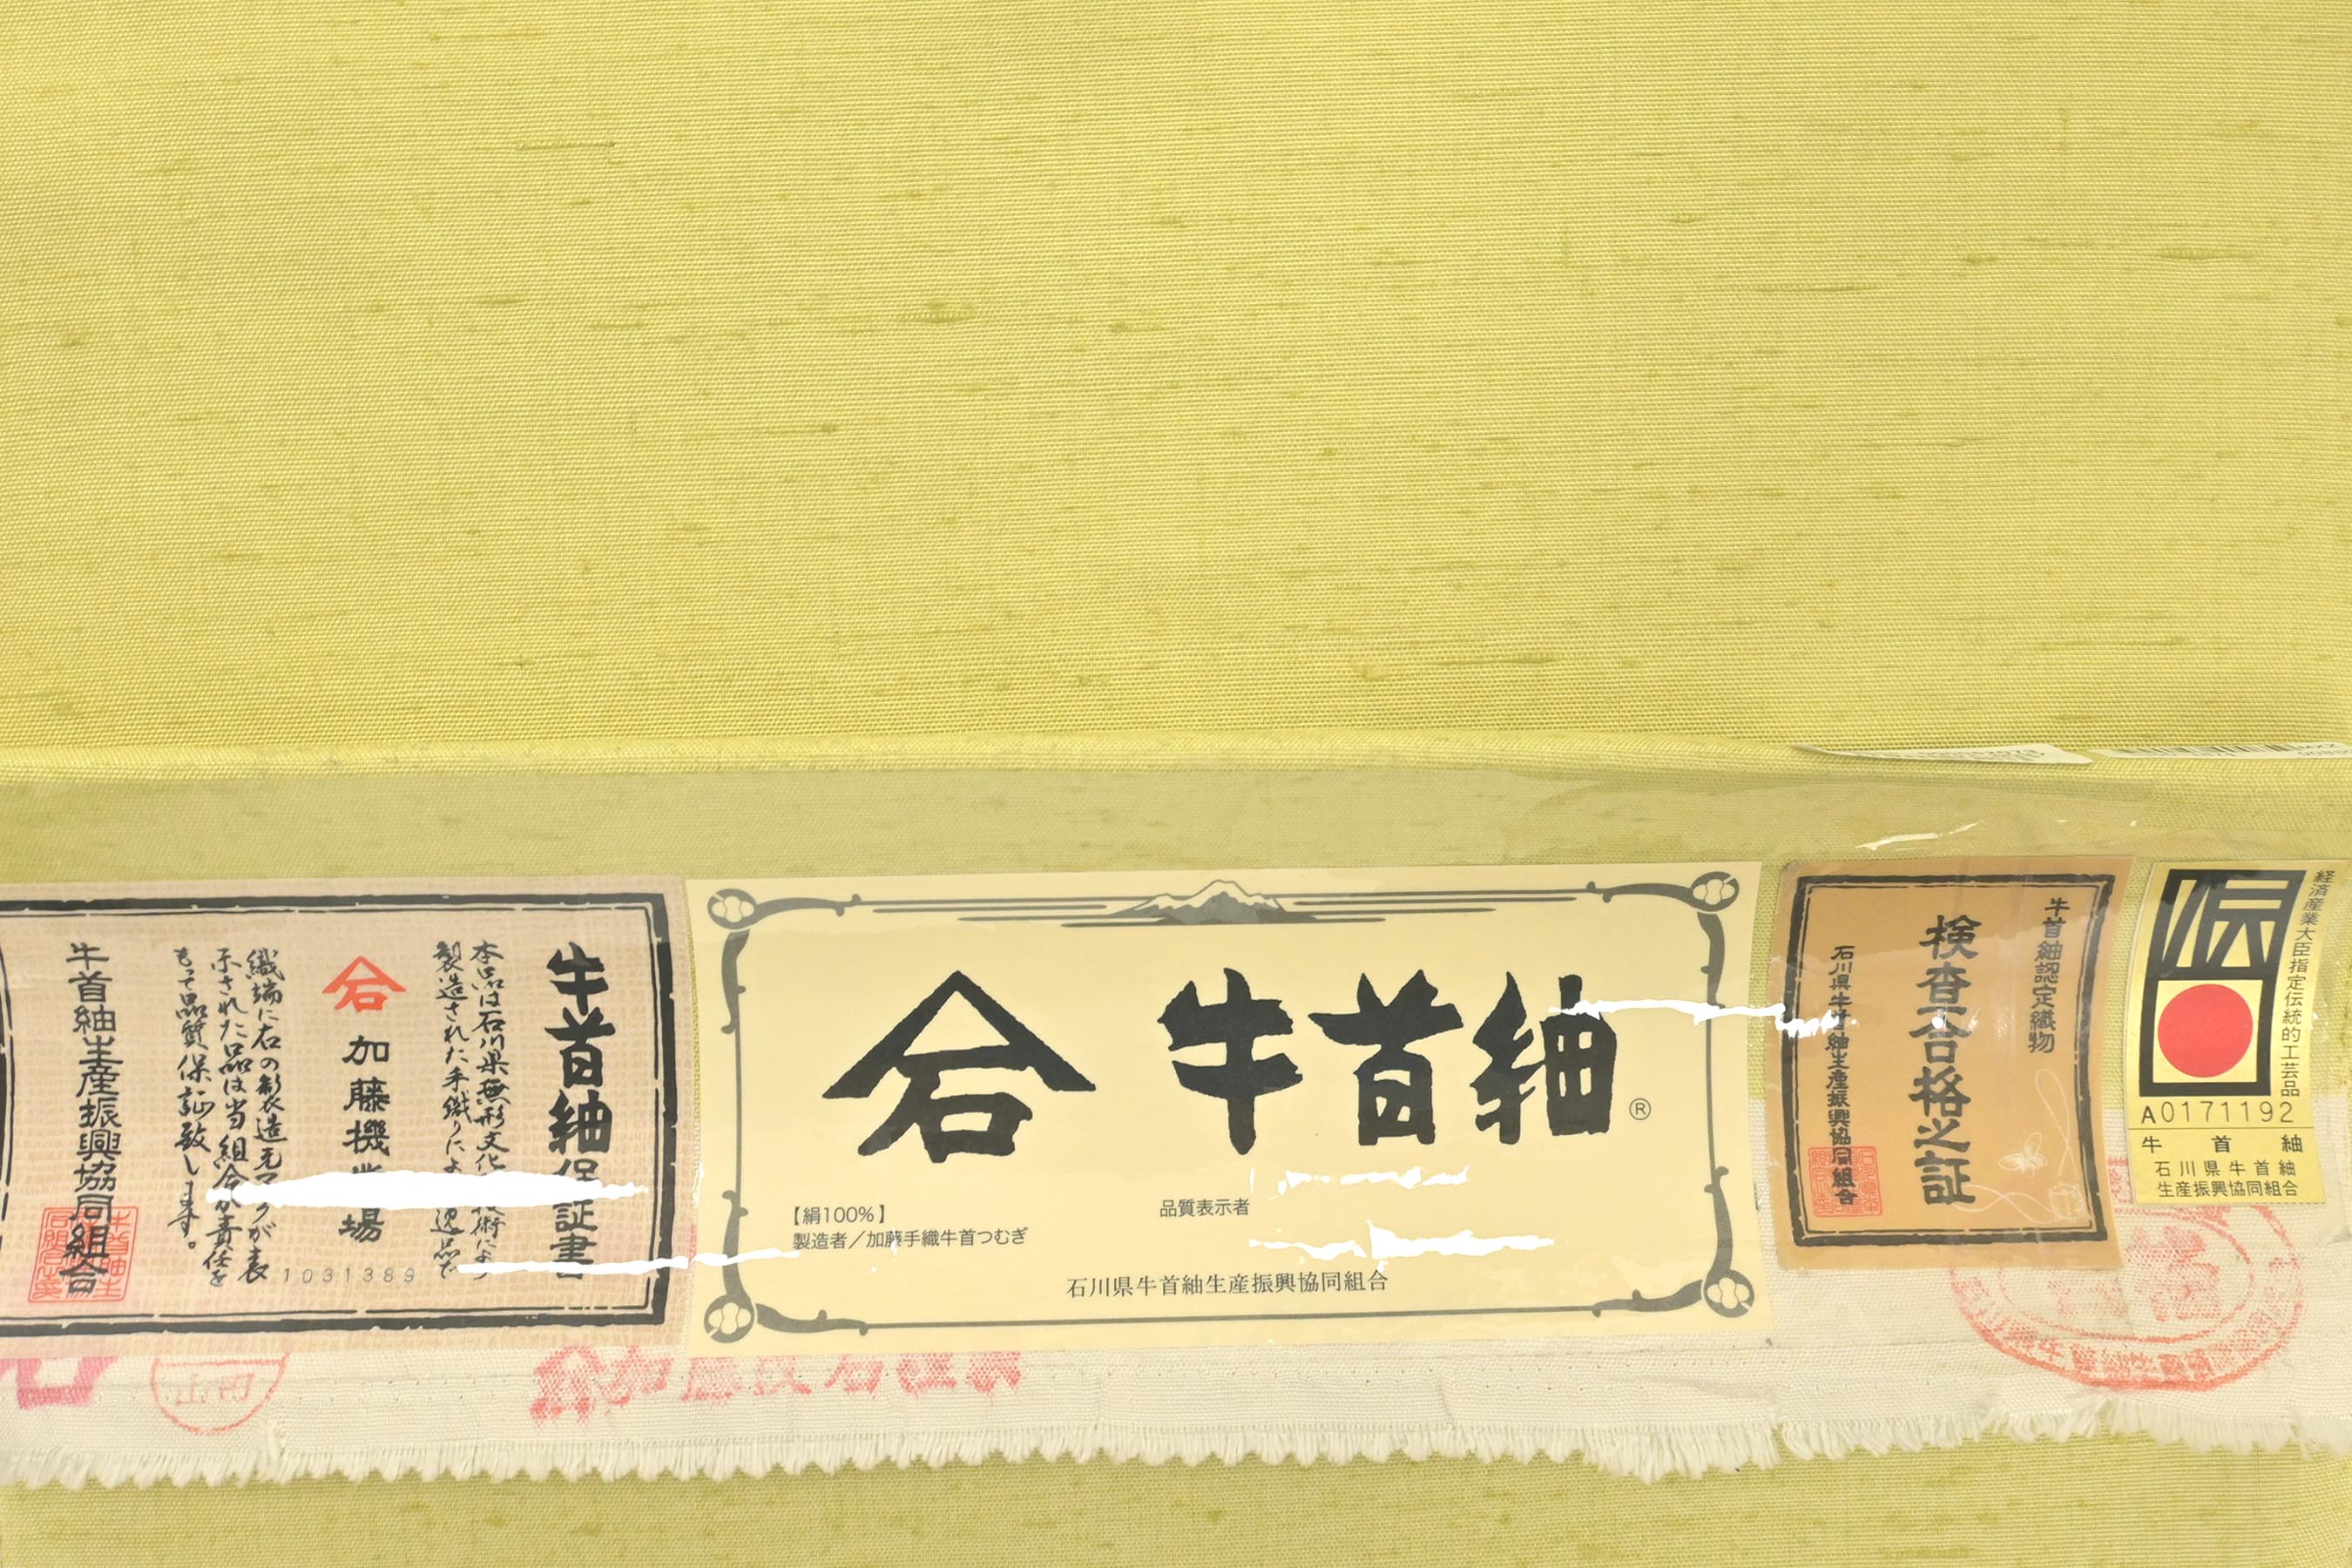 牛首紬保証書
本品は石川県無形文化 技術によ
製造された手織りによ 逸品で
加藤機業場
1031389
織端に右の製造元マークが表
示された品は当組合が責任を
もって品質保証致します。
牛首紬生産振興協同組合
牛首紬
®
【絹100%】
製造者／加藤手織牛首つむぎ
品質表示者
石川県牛首紬生産振興協同組合
牛首紬認定織物
検査合格之証
石川県牛首紬生産振興協同組合
経済産業大臣指定伝統的工芸品
A0171192
牛首紬
石川県牛首紬
生産振興協同組合
山田